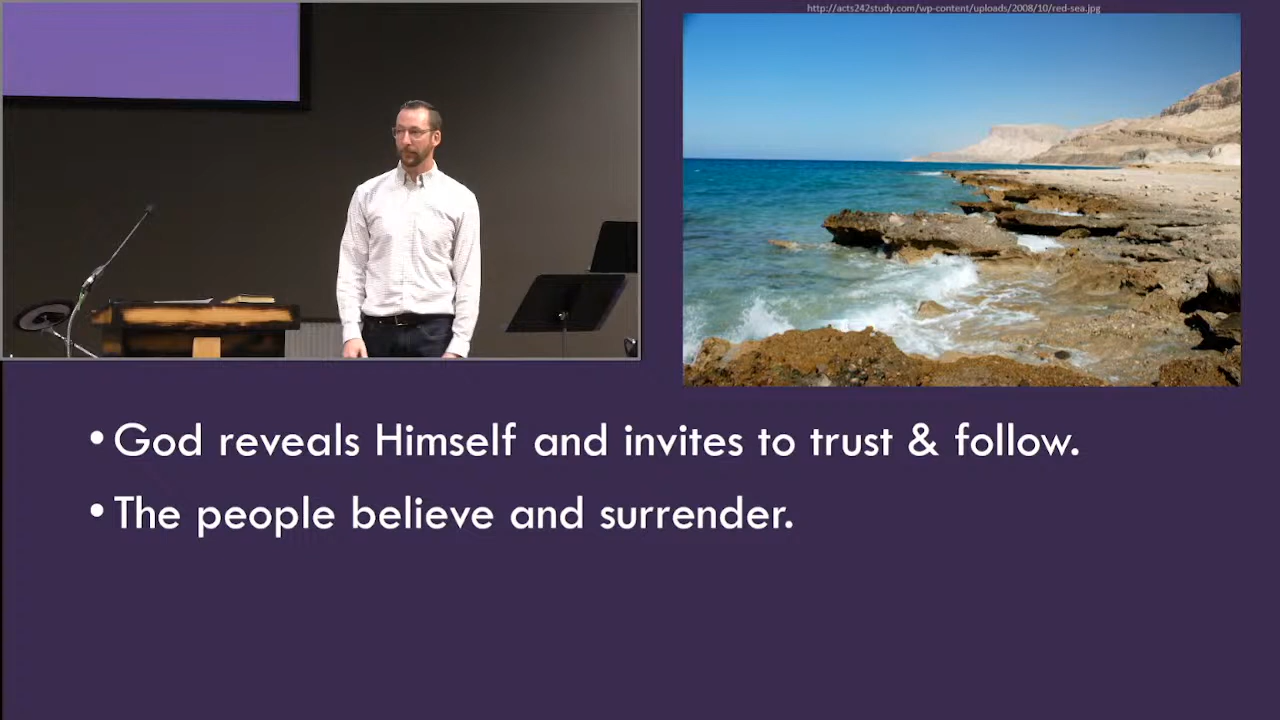 http://acts242study.com/wp-content/uploads/2008/10/red-sea.jpg
• God reveals Himself and invites to trust & follow.
• The people believe and surrender.